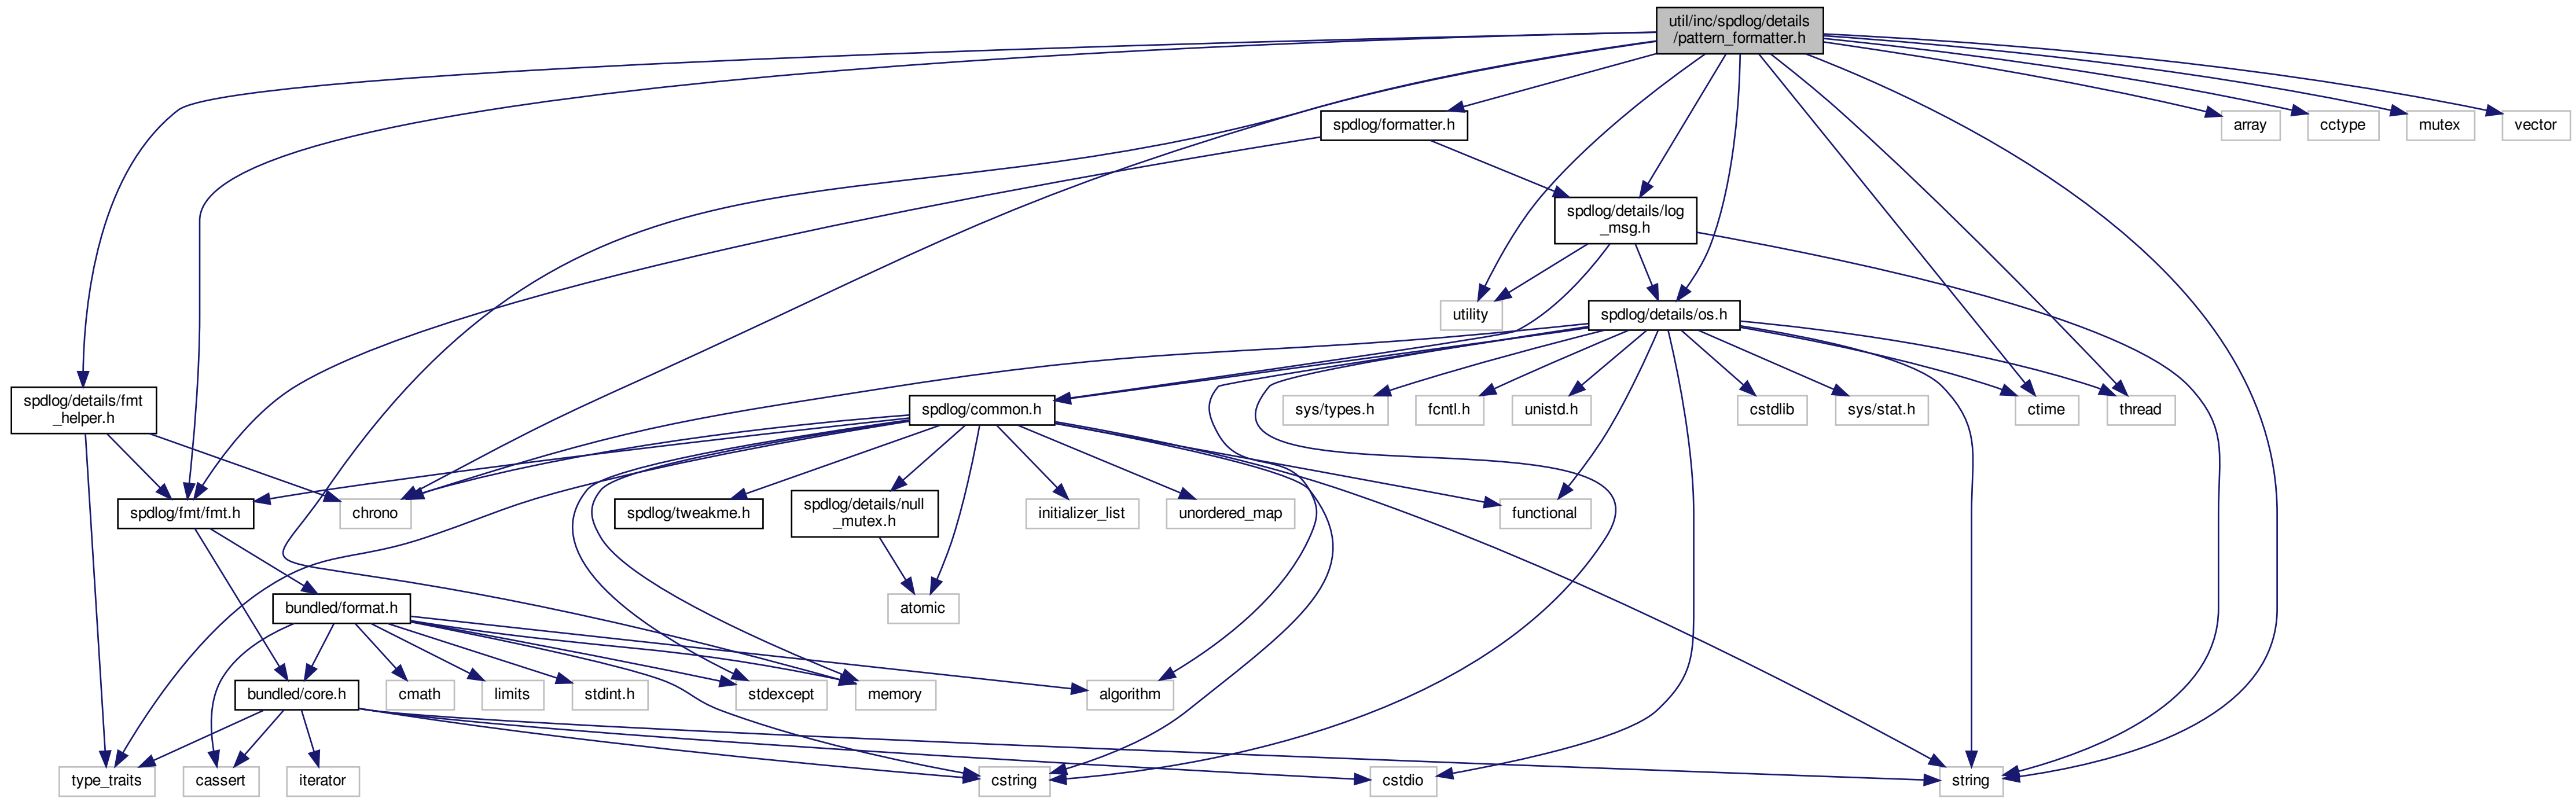 util/inc/spdlog/details
/pattern_formatter.h
spdlog/formatter.h
array
cctype
mutex
vector
spdlog/details/log
_msg.h
utility
spdlog/details/os.h
spdlog/details/fmt
_helper.h
spdlog/common.h
sys/types.h
fcntl.h
unistd.h
cstdlib
sys/stat.h
ctime
thread
spdlog/fmt/fmt.h
chrono
spdlog/tweakme.h
spdlog/details/null
_mutex.h
initializer_list
unordered_map
functional
bundled/format.h
atomic
bundled/core.h
cmath
limits
stdint.h
stdexcept
memory
algorithm
type_traits
cassert
iterator
cstring
cstdio
string